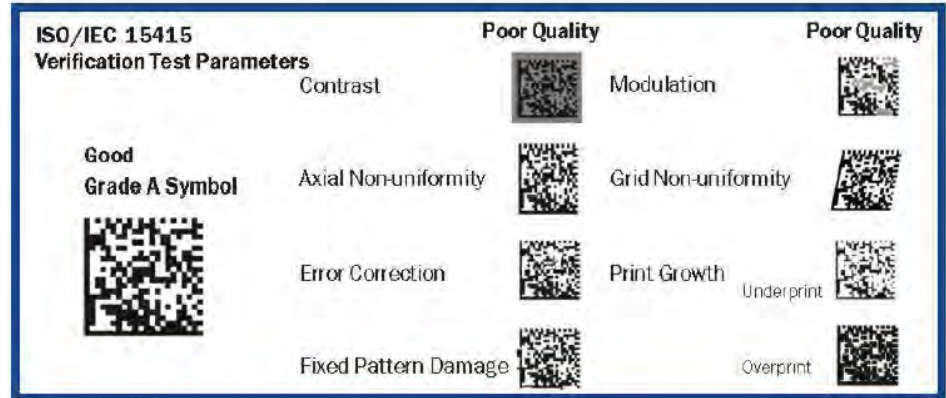 ISO/IEC 15415
Verification Test Parameters
Good
Grade A Symbol
Poor Quality
Contrast
Axial Non-uniformity
Error Correction
Fixed Pattern Damage
Poor Quality
Modulation
Grid Non-uniformity
Print Growth
Underprint
Overprint